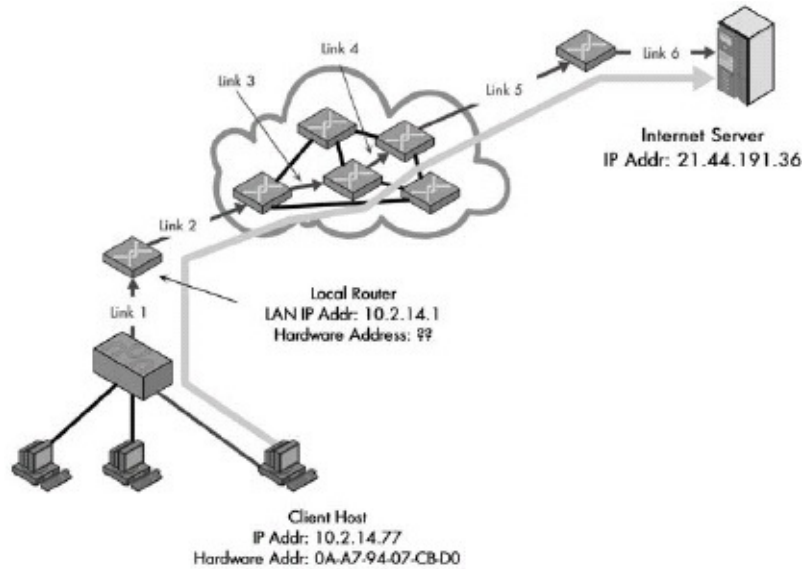 Link 4
Link 6
Link 3
Link 5
Internet Server
IP Addr: 21.44.191.36
Link 2
Local Router
LAN IP Addr: 10.2.14.1
Hardware Address: ??
Link 1
Client Host
IP Addr: 10.2.14.77
Hardware Addr: 0A-A7-94-07-CB-D0